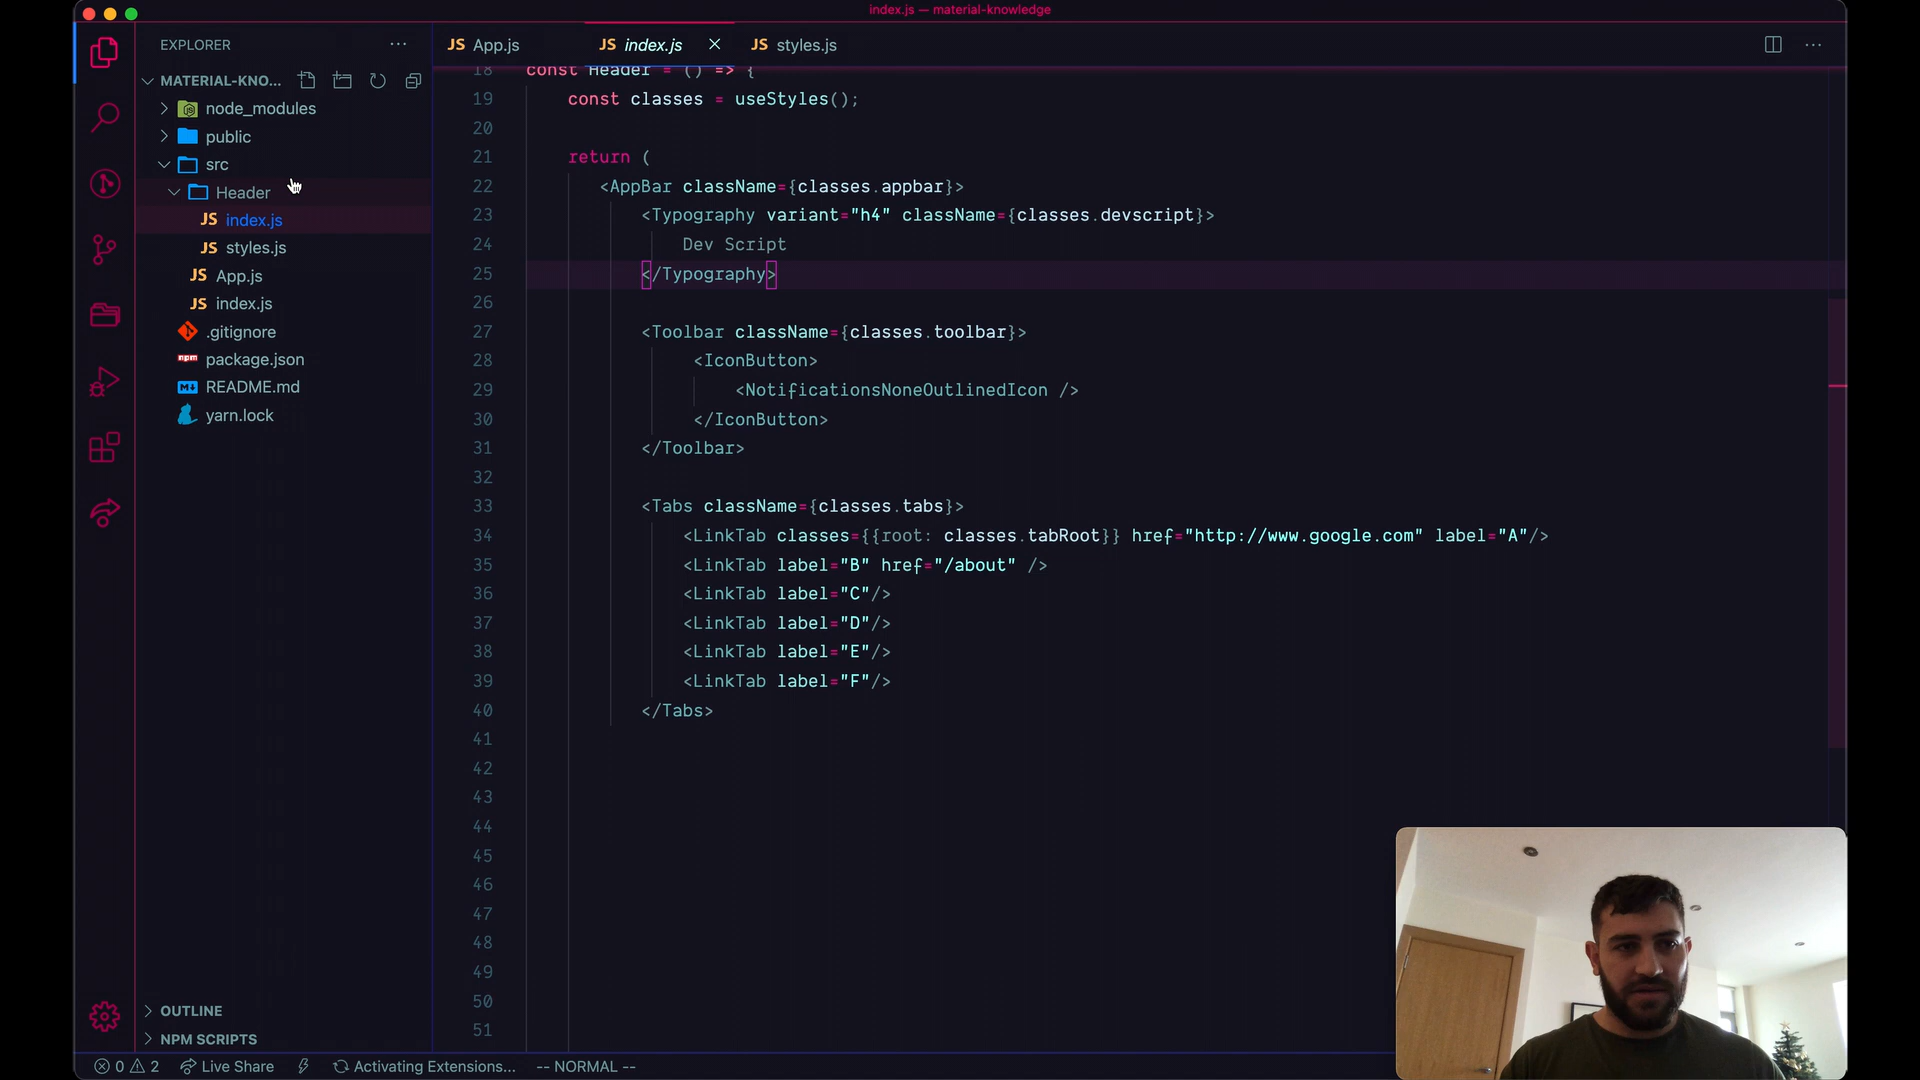 index.js — material-knowledge
EXPLORER
JS App.js
JS index.js
JS styles.js
MATERIAL-KNO...
node_modules
public
src
Header
JS index.js
JS styles.js
JS App.js
JS index.js
.gitignore
npm package.json
M README.md
yarn.lock
OUTLINE
NPM SCRIPTS
18 const Header = () => {
19 const classes = useStyles();
20
21 return (
22 <AppBar className={classes.appbar}>
23 <Typography variant="h4" className={classes.devscript}>
24 Dev Script
25 </Typography>
26
27 <Toolbar className={classes.toolbar}>
28 <IconButton>
29 <NotificationsNoneOutlinedIcon />
30 </IconButton>
31 </Toolbar>
32
33 <Tabs className={classes.tabs}>
34 <LinkTab classes={{root: classes.tabRoot}} href="http://www.google.com" label="A"/>
35 <LinkTab label="B" href="/about" />
36 <LinkTab label="C"/>
37 <LinkTab label="D"/>
38 <LinkTab label="E"/>
39 <LinkTab label="F"/>
40 </Tabs>
41
42
43
44
45
46
47
48
49
50
51
0 2 Live Share Activating Extensions... -- NORMAL --